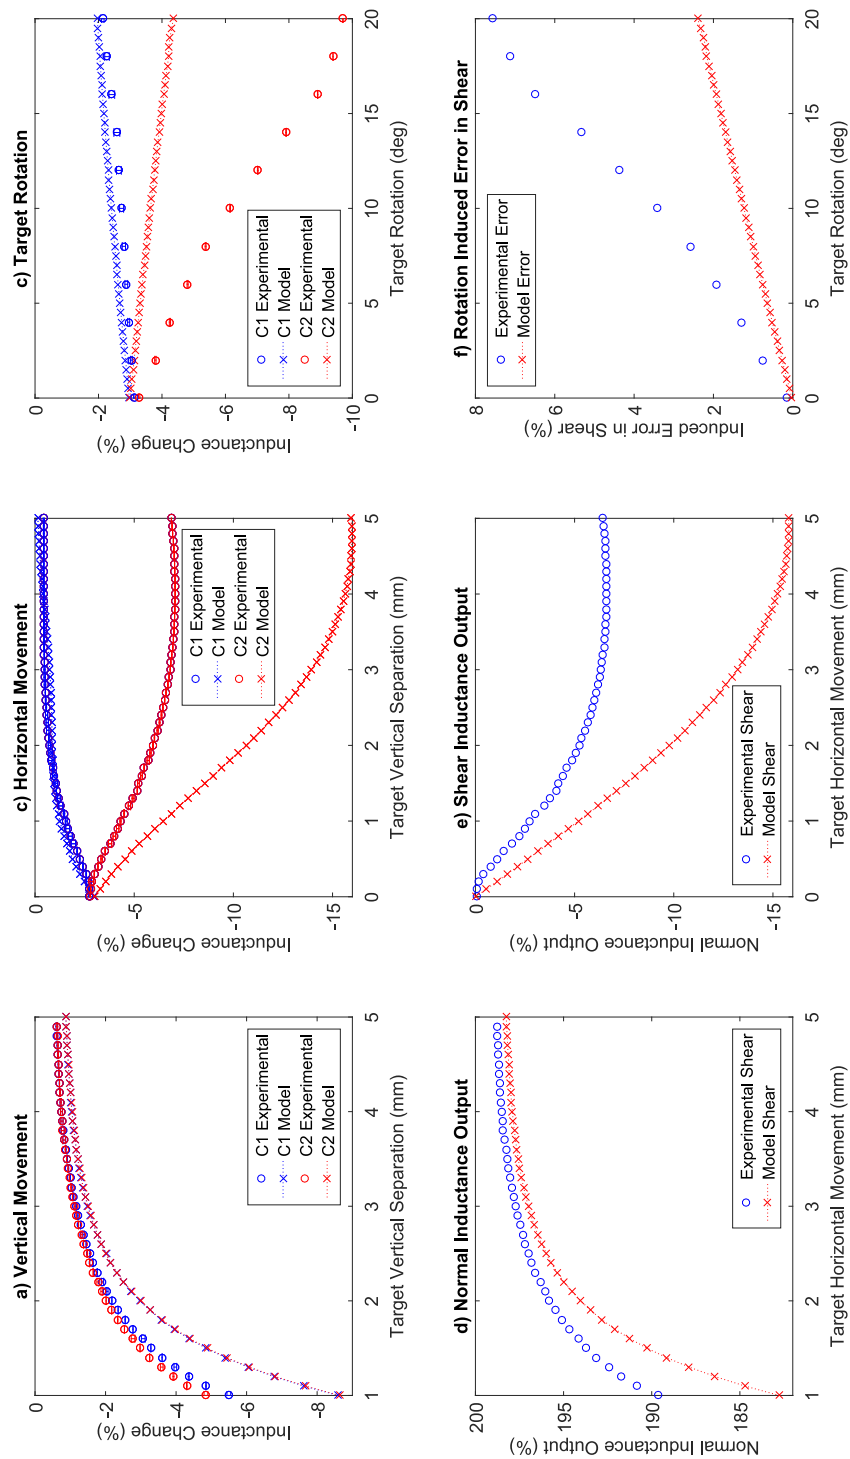 a) Vertical Movement
0
-2
-4
-6
-8
Inductance Change (%)
1
2
3
4
5
Target Vertical Separation (mm)
C1 Experimental
C1 Model
C2 Experimental
C2 Model
c) Horizontal Movement
0
-5
-10
-15
Inductance Change (%)
0
1
2
3
4
5
Target Vertical Separation (mm)
C1 Experimental
C1 Model
C2 Experimental
C2 Model
c) Target Rotation
0
-2
-4
-6
-8
-10
Inductance Change (%)
0
5
10
15
20
Target Rotation (deg)
C1 Experimental
C1 Model
C2 Experimental
C2 Model
d) Normal Inductance Output
200
195
190
185
Normal Inductance Output (%)
1
2
3
4
5
Target Horizontal Movement (mm)
Experimental Shear
Model Shear
e) Shear Inductance Output
0
-5
-10
-15
Normal Inductance Output (%)
0
1
2
3
4
5
Target Horizontal Movement (mm)
Experimental Shear
Model Shear
f) Rotation Induced Error in Shear
8
6
4
2
0
Induced Error in Shear (%)
0
5
10
15
20
Target Rotation (deg)
Experimental Error
Model Error